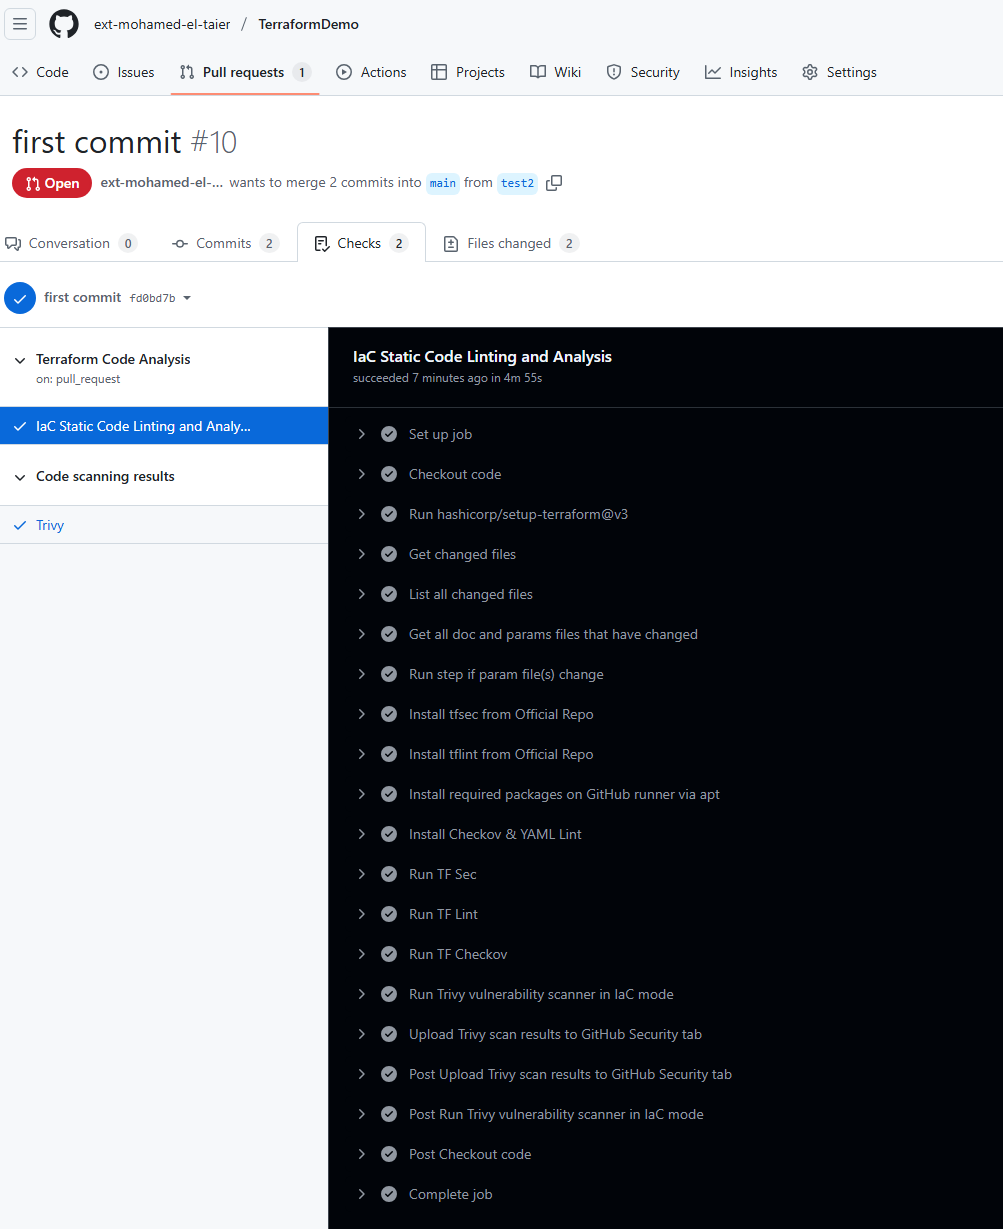 ext-mohamed-el-taier / TerraformDemo
Code Issues Pull requests 1 Actions Projects Wiki Security Insights Settings
first commit #10
Open ext-mohamed-el-... wants to merge 2 commits into main from test2
Conversation 0 Commits 2 Checks 2 Files changed 2
first commit fd0bd7b
Terraform Code Analysis
on: pull_request
IaC Static Code Linting and Analy...
Code scanning results
Trivy
IaC Static Code Linting and Analysis
succeeded 7 minutes ago in 4m 55s
Set up job
Checkout code
Run hashicorp/setup-terraform@v3
Get changed files
List all changed files
Get all doc and params files that have changed
Run step if param file(s) change
Install tfsec from Official Repo
Install tflint from Official Repo
Install required packages on GitHub runner via apt
Install Checkov & YAML Lint
Run TF Sec
Run TF Lint
Run TF Checkov
Run Trivy vulnerability scanner in IaC mode
Upload Trivy scan results to GitHub Security tab
Post Upload Trivy scan results to GitHub Security tab
Post Run Trivy vulnerability scanner in IaC mode
Post Checkout code
Complete job